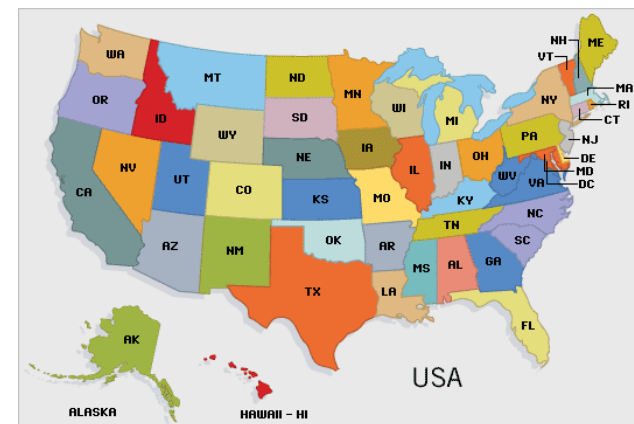 NH
ME
VT
WA
MT
ND
MN
MA
OR
ID
SD
WI
MI
NY
RI
CT
WY
IA
PA
NJ
NE
IL
IN
OH
DE
NV
UT
CO
WV
VA
MD
DC
CA
KS
MO
KY
NC
AZ
NM
OK
AR
TN
SC
TX
LA
MS
AL
GA
FL
AK
USA
ALASKA
HAWAII - HI